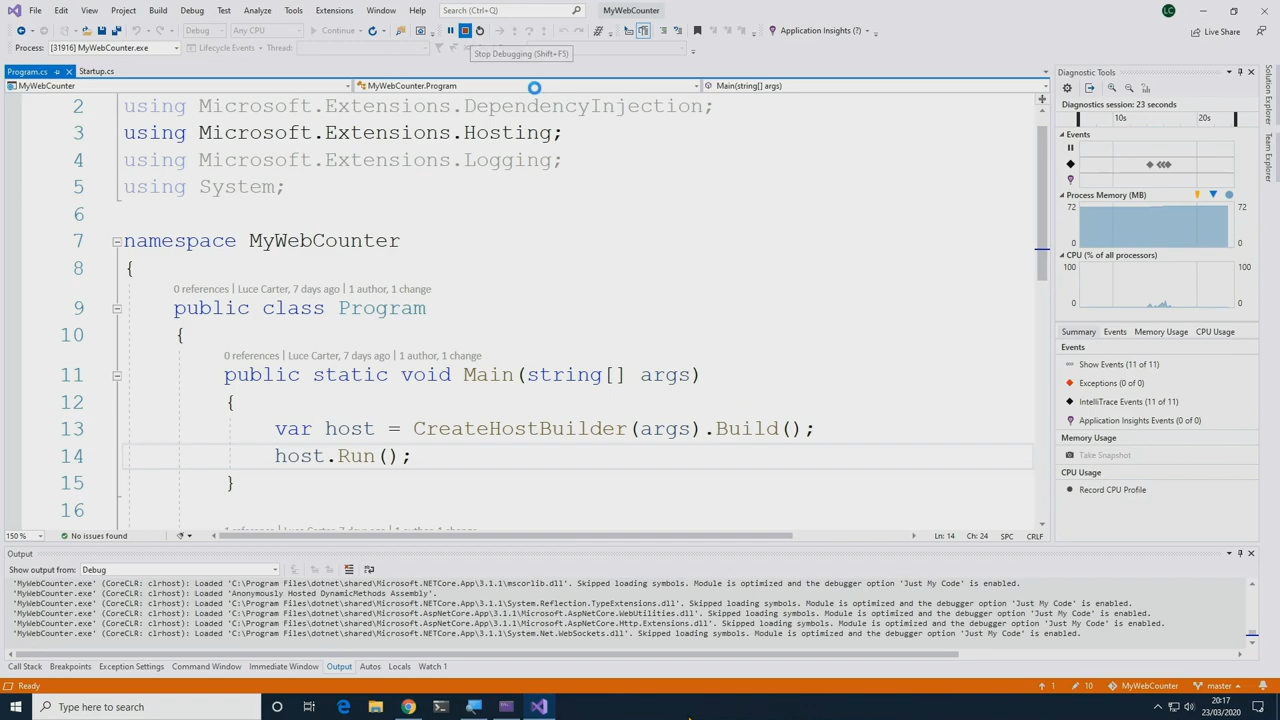 File Edit View Project Build Debug Test Analyze Tools Extensions Window Help Search (Ctrl+Q) MyWebCounter LC
Debug Any CPU Continue Application Insights (?) Live Share
Process: [31916] MyWebCounter.exe Lifecycle Events Thread:
Stop Debugging (Shift+F5)
Program.cs Startup.cs
MyWebCounter MyWebCounter.Program Main(string[] args)
2 using Microsoft.Extensions.DependencyInjection;
3 using Microsoft.Extensions.Hosting;
4 using Microsoft.Extensions.Logging;
5 using System;
6
7 namespace MyWebCounter
8 {
0 references | Luce Carter, 7 days ago | 1 author, 1 change
9 public class Program
10 {
0 references | Luce Carter, 7 days ago | 1 author, 1 change
11 public static void Main(string[] args)
12 {
13 var host = CreateHostBuilder(args).Build();
14 host.Run();
15 }
16
150 % No issues found Ln: 14 Ch: 24 SPC CRLF
Diagnostic Tools
Diagnostics session: 23 seconds
10s 20s
Events
Process Memory (MB)
72 72
0 0
CPU (% of all processors)
100 100
0 0
Summary Events Memory Usage CPU Usage
Events
Show Events (11 of 11)
Exceptions (0 of 0)
IntelliTrace Events (11 of 11)
Application Insights Events (0 of 0)
Memory Usage
Take Snapshot
CPU Usage
Record CPU Profile
Solution Explorer
Team Explorer
Output
Show output from: Debug
'MyWebCounter.exe' (CoreCLR: clrhost): Loaded 'C:\Program Files\dotnet\shared\Microsoft.NETCore.App\3.1.1\mscorlib.dll'. Skipped loading symbols. Module is optimized and the debugger option 'Just My Code' is enabled.
'MyWebCounter.exe' (CoreCLR: clrhost): Loaded 'Anonymously Hosted DynamicMethods Assembly'.
'MyWebCounter.exe' (CoreCLR: clrhost): Loaded 'C:\Program Files\dotnet\shared\Microsoft.NETCore.App\3.1.1\System.Reflection.TypeExtensions.dll'. Skipped loading symbols. Module is optimized and the debugger option 'Just My Code' is enabled.
'MyWebCounter.exe' (CoreCLR: clrhost): Loaded 'C:\Program Files\dotnet\shared\Microsoft.AspNetCore.App\3.1.1\Microsoft.AspNetCore.WebUtilities.dll'. Skipped loading symbols. Module is optimized and the debugger option 'Just My Code' is enabled.
'MyWebCounter.exe' (CoreCLR: clrhost): Loaded 'C:\Program Files\dotnet\shared\Microsoft.AspNetCore.App\3.1.1\Microsoft.AspNetCore.Http.Extensions.dll'. Skipped loading symbols. Module is optimized and the debugger option 'Just My Code' is enabled.
'MyWebCounter.exe' (CoreCLR: clrhost): Loaded 'C:\Program Files\dotnet\shared\Microsoft.NETCore.App\3.1.1\System.Net.WebSockets.dll'. Skipped loading symbols. Module is optimized and the debugger option 'Just My Code' is enabled.
Call Stack Breakpoints Exception Settings Command Window Immediate Window Output Autos Locals Watch 1
Ready 1 10 MyWebCounter master
Type here to search
20:17
23/03/2020